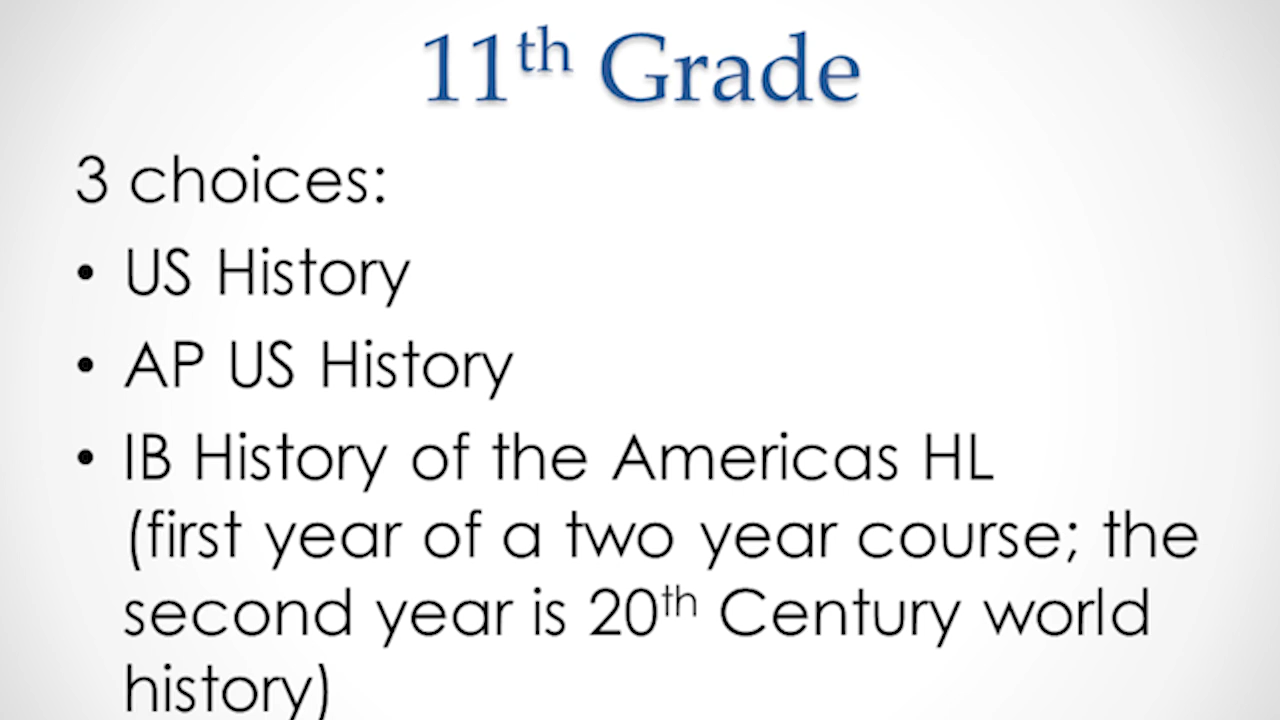 11th Grade
3 choices:
• US History
• AP US History
• IB History of the Americas HL
(first year of a two year course; the
second year is 20th Century world
history)